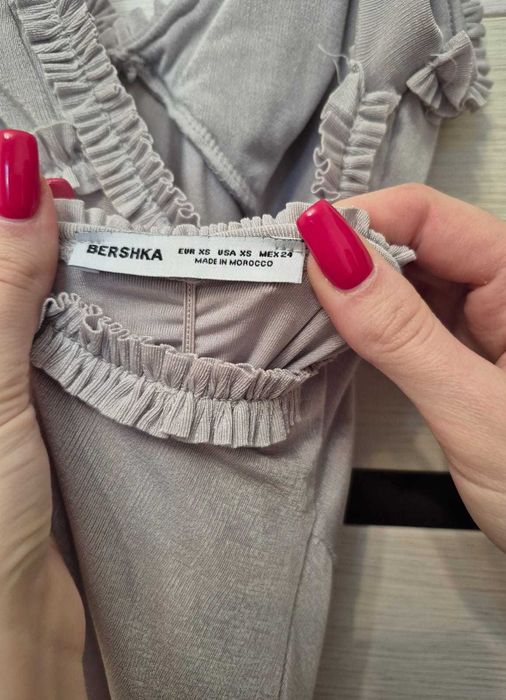 BERSHKA EUR XS USA XS MEX 24
MADE IN MOROCCO